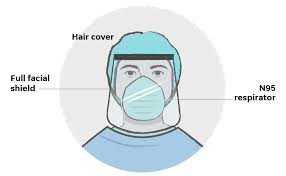 Hair cover
Full facial
shield
N95
respirator